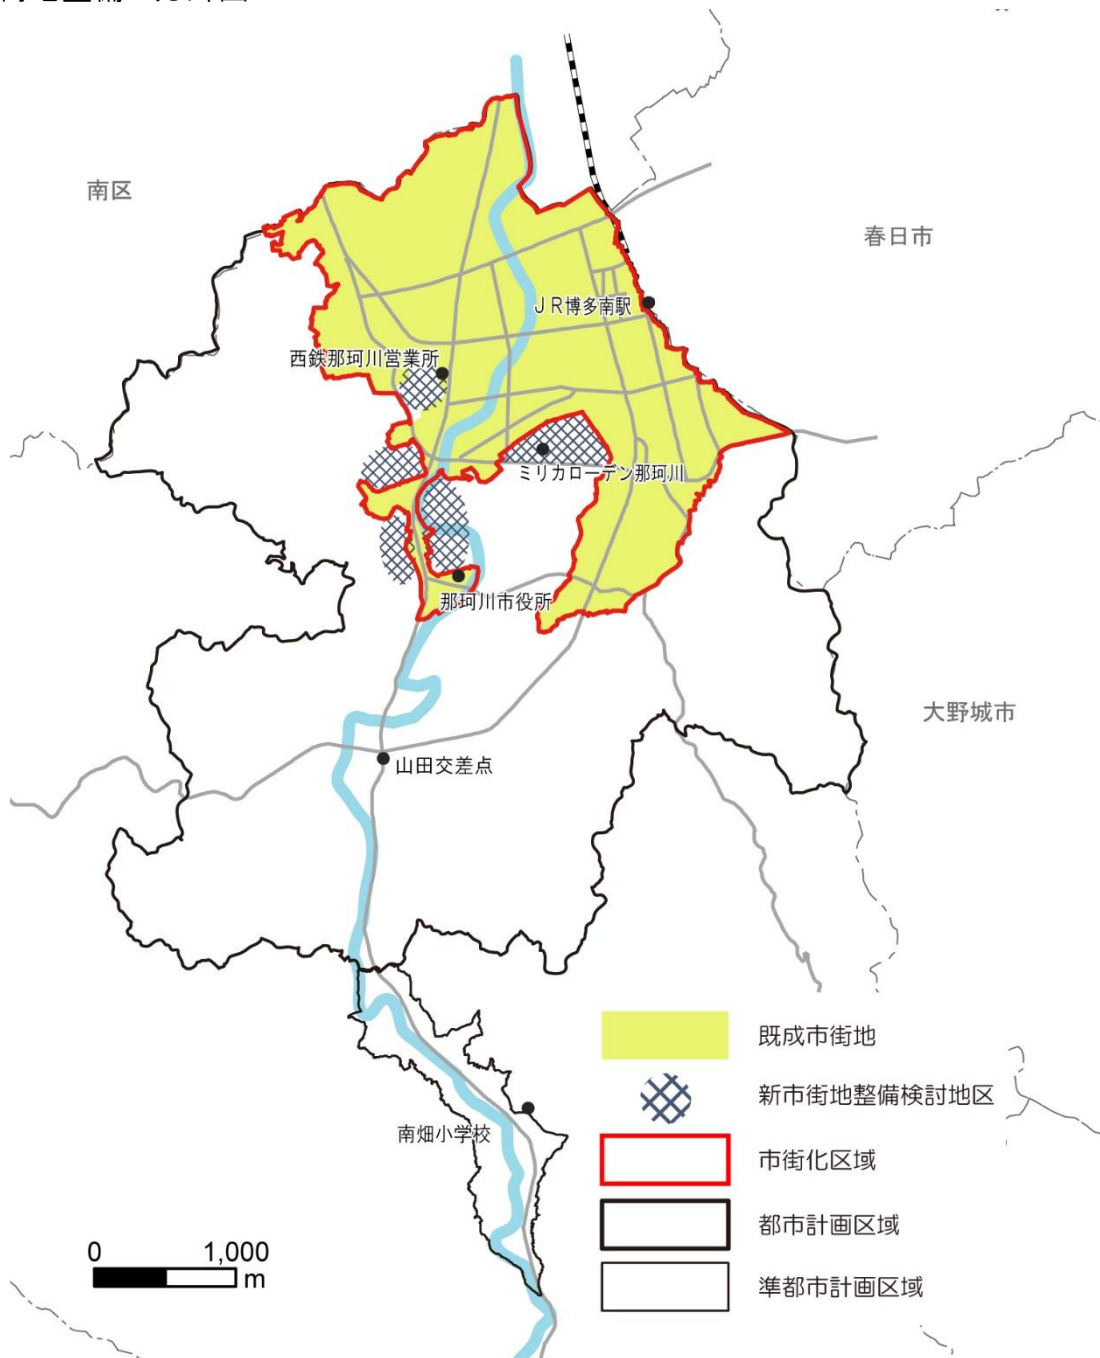 南区
春日市
ＪＲ博多南駅
西鉄那珂川営業所
ミリカローデン那珂川
那珂川市役所
大野城市
山田交差点
既成市街地
新市街地整備検討地区
南畑小学校
市街化区域
都市計画区域
0 1,000
m
準都市計画区域